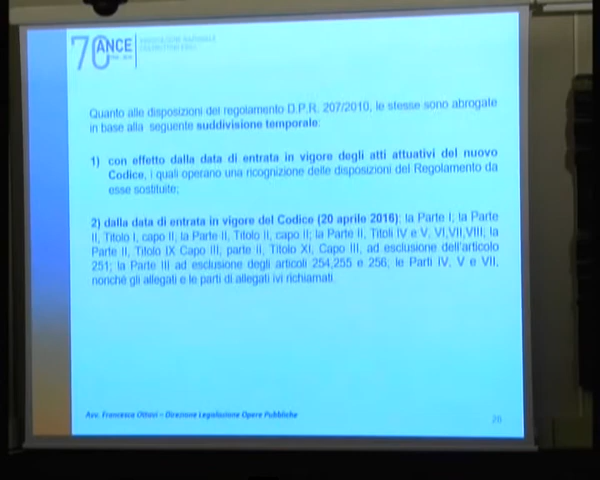 70 ANCE
ASSOCIAZIONE NAZIONALE
COSTRUTTORI EDILI
Quanto alle disposizioni del regolamento D.P.R. 207/2010, le stesse sono abrogate
in base alla seguente suddivisione temporale:
1) con effetto dalla data di entrata in vigore degli atti attuativi del nuovo
Codice, i quali operano una ricognizione delle disposizioni del Regolamento da
esse sostituite;
2) dalla data di entrata in vigore del Codice (20 aprile 2016); la Parte I; la Parte
II, Titolo I, capo II; la Parte II, Titolo II, capo II; la Parte II, Titoli IV e V, VI,VII,VIII; la
Parte II, Titolo IX Capo III; parte II, Titolo XI, Capo III, ad esclusione dell'articolo
251; la Parte III ad esclusione degli articoli 254,255 e 256; le Parti IV, V e VII,
nonché gli allegati e le parti di allegati ivi richiamati
Avv. Francesca Ottavi – Direzione Legislazione Opere Pubbliche
26